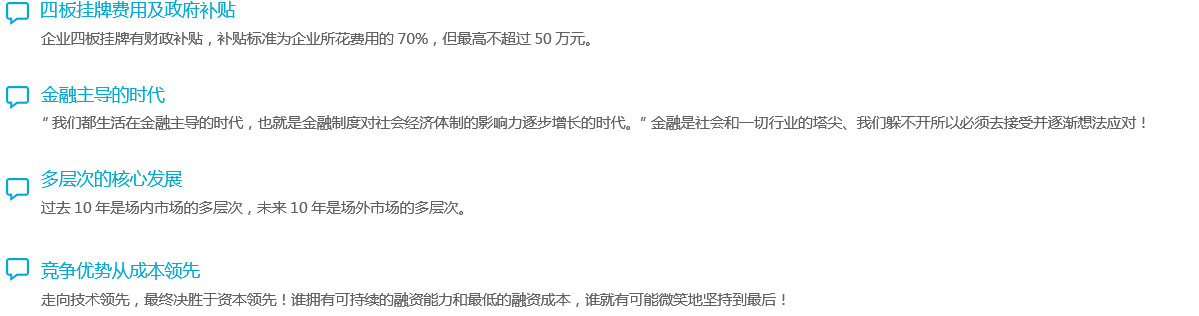 四板挂牌费用及政府补贴
企业四板挂牌有财政补贴，补贴标准为企业所花费用的 70%，但最高不超过 50 万元。
金融主导的时代
“ 我们都生活在金融主导的时代，也就是金融制度对社会经济体制的影响力逐步增长的时代。” 金融是社会和一切行业的塔尖、我们躲不开所以必须去接受并逐渐想法应对！
多层次的核心发展
过去 10 年是场内市场的多层次，未来 10 年是场外市场的多层次。
竞争优势从成本领先
走向技术领先，最终决胜于资本领先！谁拥有可持续的融资能力和最低的融资成本，谁就有可能微笑地坚持到最后！